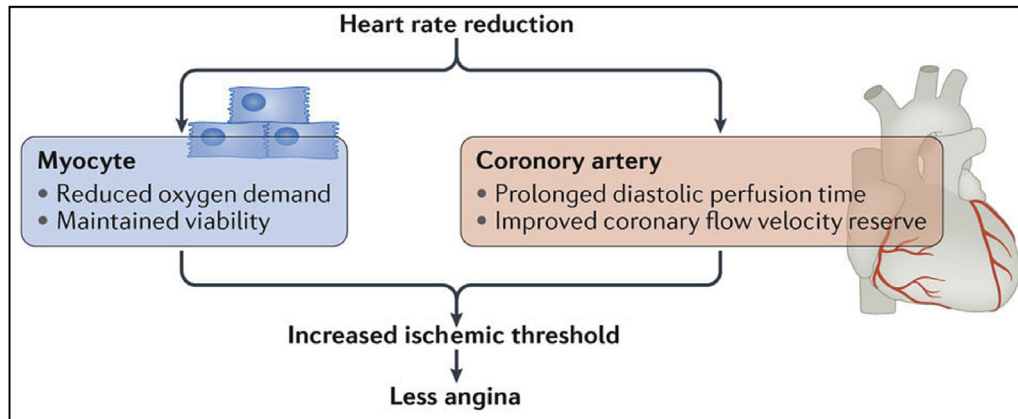 Heart rate reduction
Myocyte
• Reduced oxygen demand
• Maintained viability
Coronory artery
• Prolonged diastolic perfusion time
• Improved coronary flow velocity reserve
Increased ischemic threshold
Less angina